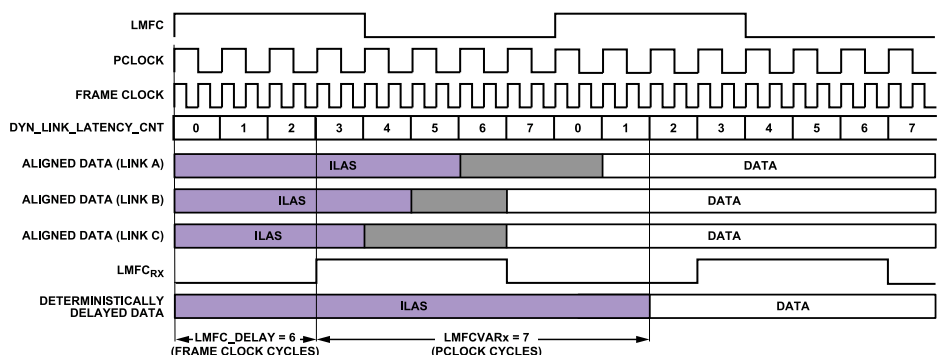 LMFC
PCLOCK
FRAME CLOCK
DYN_LINK_LATENCY_CNT 0 1 2 3 4 5 6 7 0 1 2 3 4 5 6 7
ALIGNED DATA (LINK A) ILAS DATA
ALIGNED DATA (LINK B) ILAS DATA
ALIGNED DATA (LINK C) ILAS DATA
LMFCRX
DETERMINISTICALLY
DELAYED DATA ILAS DATA
LMFC_DELAY = 6 LMFCVARx = 7
(FRAME CLOCK CYCLES) (PCLOCK CYCLES)